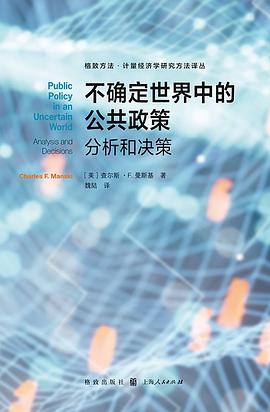 格致方法·计量经济学研究方法译丛
Public
Policy
in an
Uncertain
World
Analysis and
Decisions
Charles F. Manski
不确定世界中的
公共政策
分析和决策
[美]查尔斯·F.曼斯基 著
魏陆 译
格致出版社 上海人民出版社